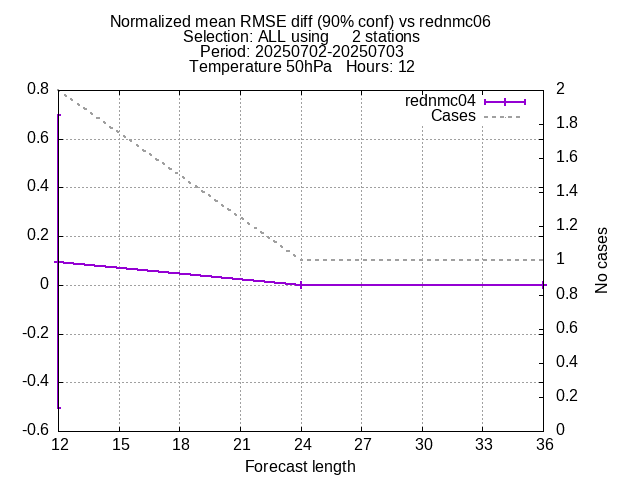 Normalized mean RMSE diff (90% conf) vs rednmc06
Selection: ALL using     2 stations
Period: 20250702-20250703
Temperature 50hPa   Hours: 12
rednmc04
Cases
0.8
0.6
0.4
0.2
0
-0.2
-0.4
-0.6
2
1.8
1.6
1.4
1.2
1
0.8
0.6
0.4
0.2
0
No cases
12 15 18 21 24 27 30 33 36
Forecast length